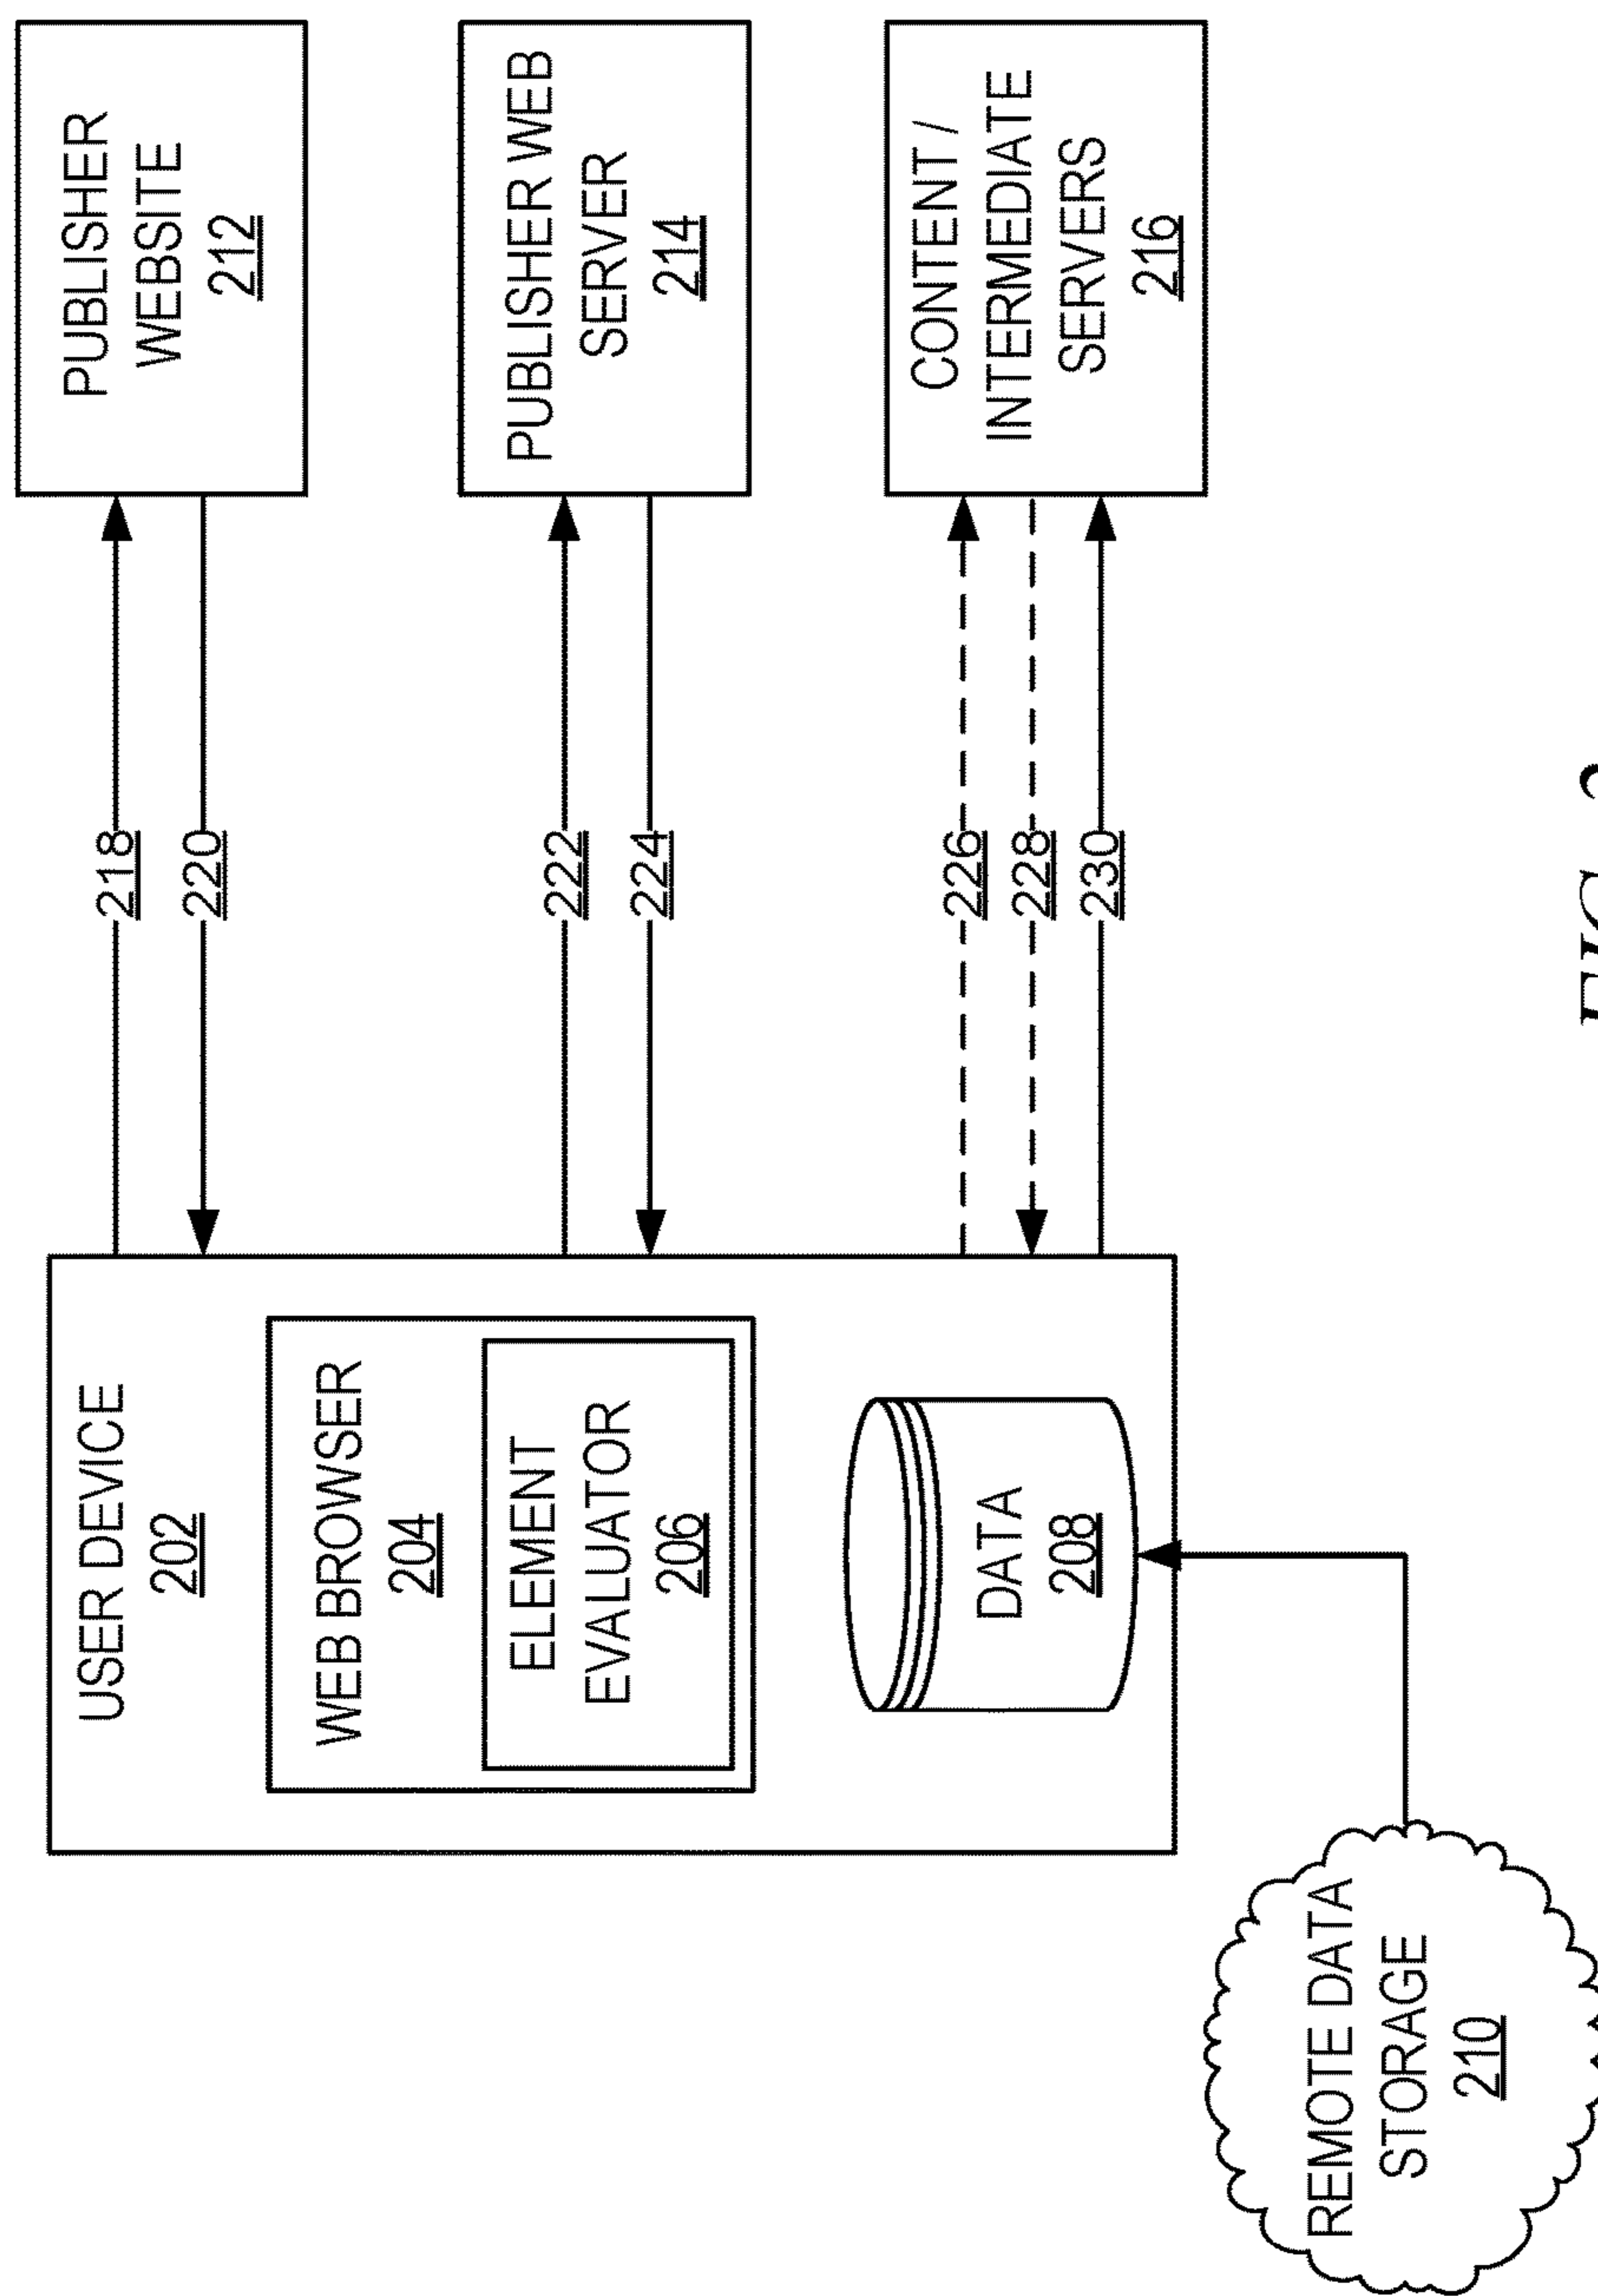 USER DEVICE
202
WEB BROWSER
204
ELEMENT
EVALUATOR
206
DATA
208
REMOTE DATA
STORAGE
210
218
220
222
224
226
228
230
PUBLISHER
WEBSITE
212
PUBLISHER WEB
SERVER
214
CONTENT /
INTERMEDIATE
SERVERS
216